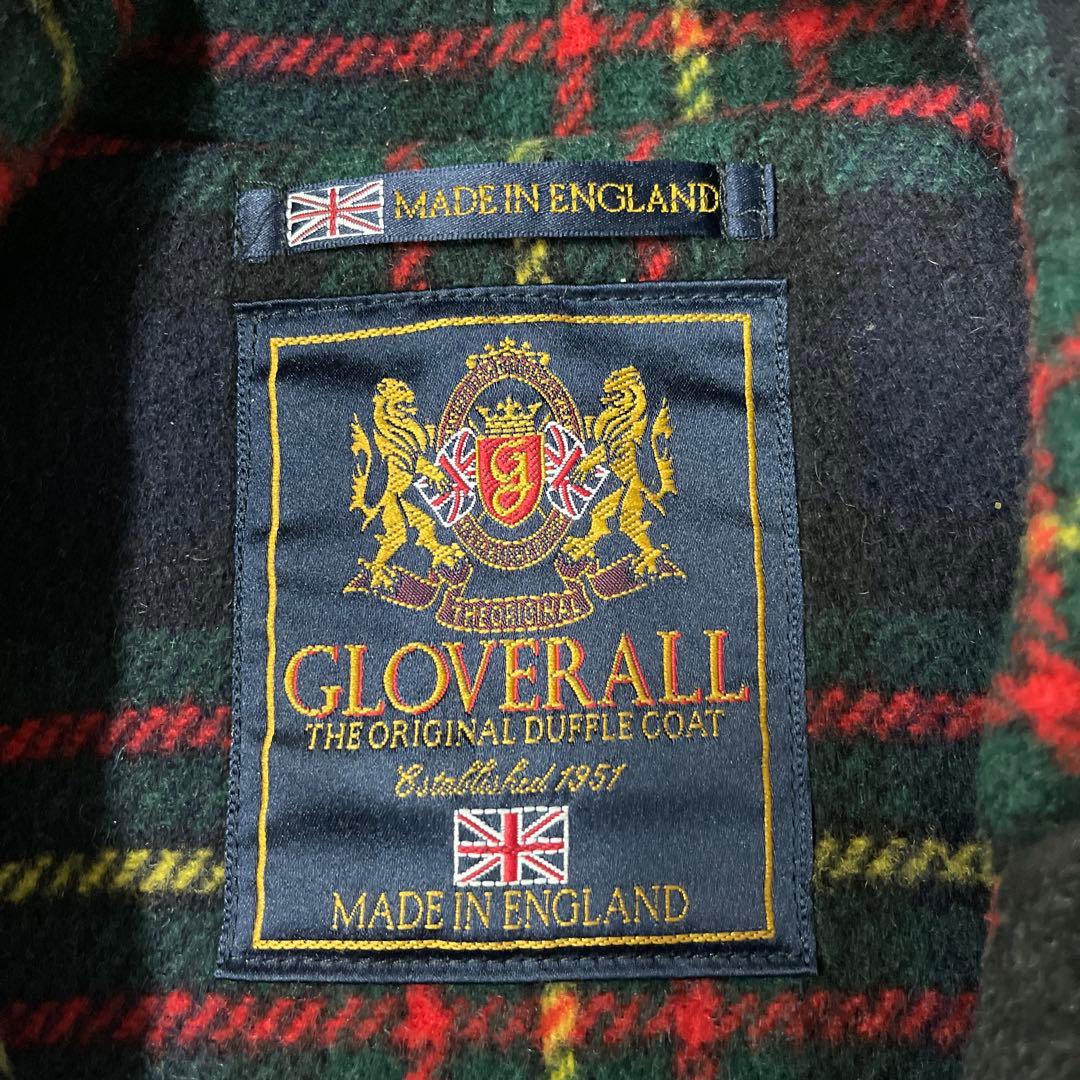 MADE IN ENGLAND
G
THE ORIGINAL
GLOVERALL
THE ORIGINAL DUFFLE COAT
Established 1951
MADE IN ENGLAND